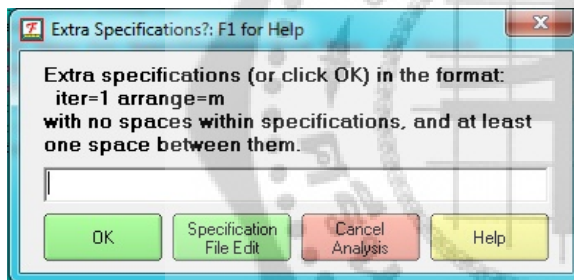 Extra Specifications?: F1 for Help
Extra specifications (or click OK) in the format:
iter=1 arrange=m
with no spaces within specifications, and at least
one space between them.
OK
Specification
File Edit
Cancel
Analysis
Help